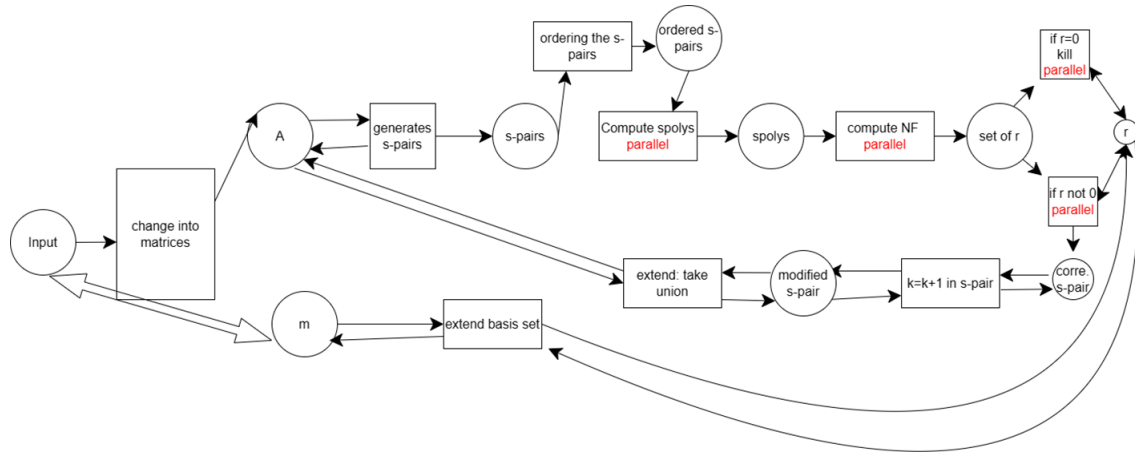 ordering the s-
pairs
ordered s-
pairs
if r=0
kill
parallel
A
generates
s-pairs
s-pairs
Compute spolys
parallel
spolys
compute NF
parallel
set of r
r
if r not 0
parallel
Input
change into
matrices
extend: take
union
modified
s-pair
k=k+1 in s-pair
corre.
s-pair
m
extend basis set